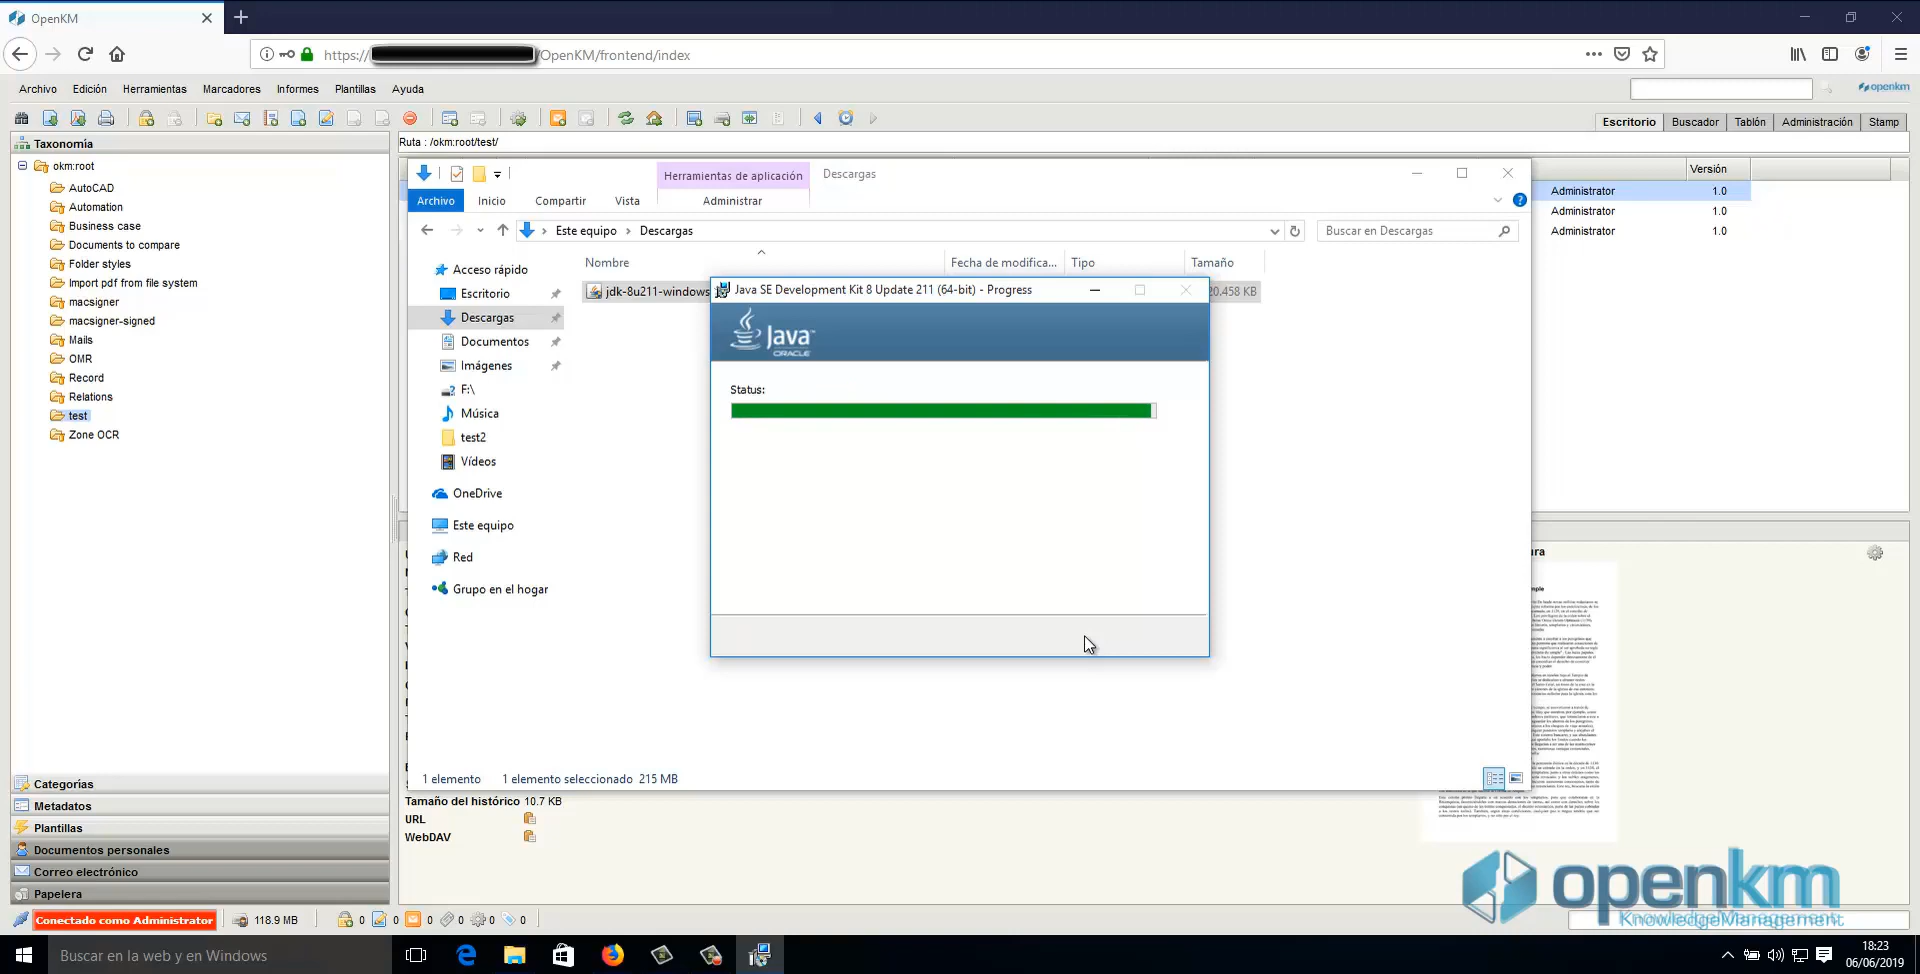 OpenKM
https://
/OpenKM/frontend/index
Archivo Edición Herramientas Marcadores Informes Plantillas Ayuda
openkm
Escritorio Buscador Tablón Administración Stamp
Taxonomía
Ruta : /okm:root/test/
okm:root
AutoCAD
Automation
Business case
Documents to compare
Folder styles
Import pdf from file system
macsigner
macsigner-signed
Mails
OMR
Record
Relations
test
Zone OCR
Categorías
Metadatos
Plantillas
Documentos personales
Correo electrónico
Papelera
Versión
Administrator 1.0
Administrator 1.0
Administrator 1.0
Herramientas de aplicación Descargas
Archivo Inicio Compartir Vista Administrar
Este equipo Descargas
Buscar en Descargas
Nombre Fecha de modifica... Tipo Tamaño
Acceso rápido
Escritorio
Descargas
Documentos
Imágenes
F:\
Música
test2
Vídeos
OneDrive
Este equipo
Red
Grupo en el hogar
jdk-8u211-windows
20.458 KB
Java SE Development Kit 8 Update 211 (64-bit) - Progress
Java™
ORACLE
Status:
1 elemento 1 elemento seleccionado 215 MB
Tamaño del histórico 10.7 KB
URL
WebDAV
openkm
KnowledgeManagement
Conectado como Administrator 118.9 MB 0 0 0 0 0 0
Buscar en la web y en Windows
18:23
06/06/2019